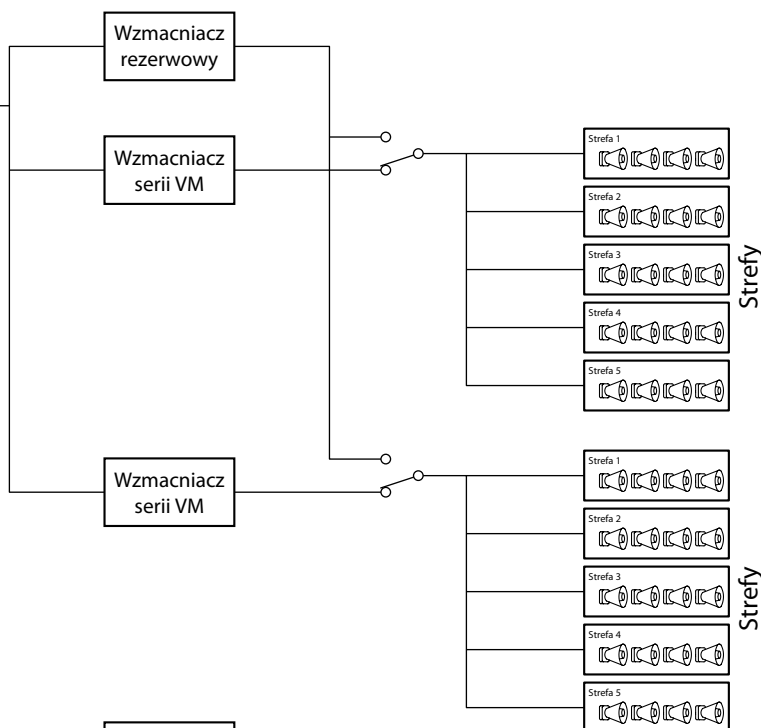 Wzmacniacz
rezerwowy
Wzmacniacz
serii VM
Strefa 1
Strefa 2
Strefa 3
Strefa 4
Strefa 5
Strefy
Wzmacniacz
serii VM
Strefa 1
Strefa 2
Strefa 3
Strefa 4
Strefa 5
Strefy